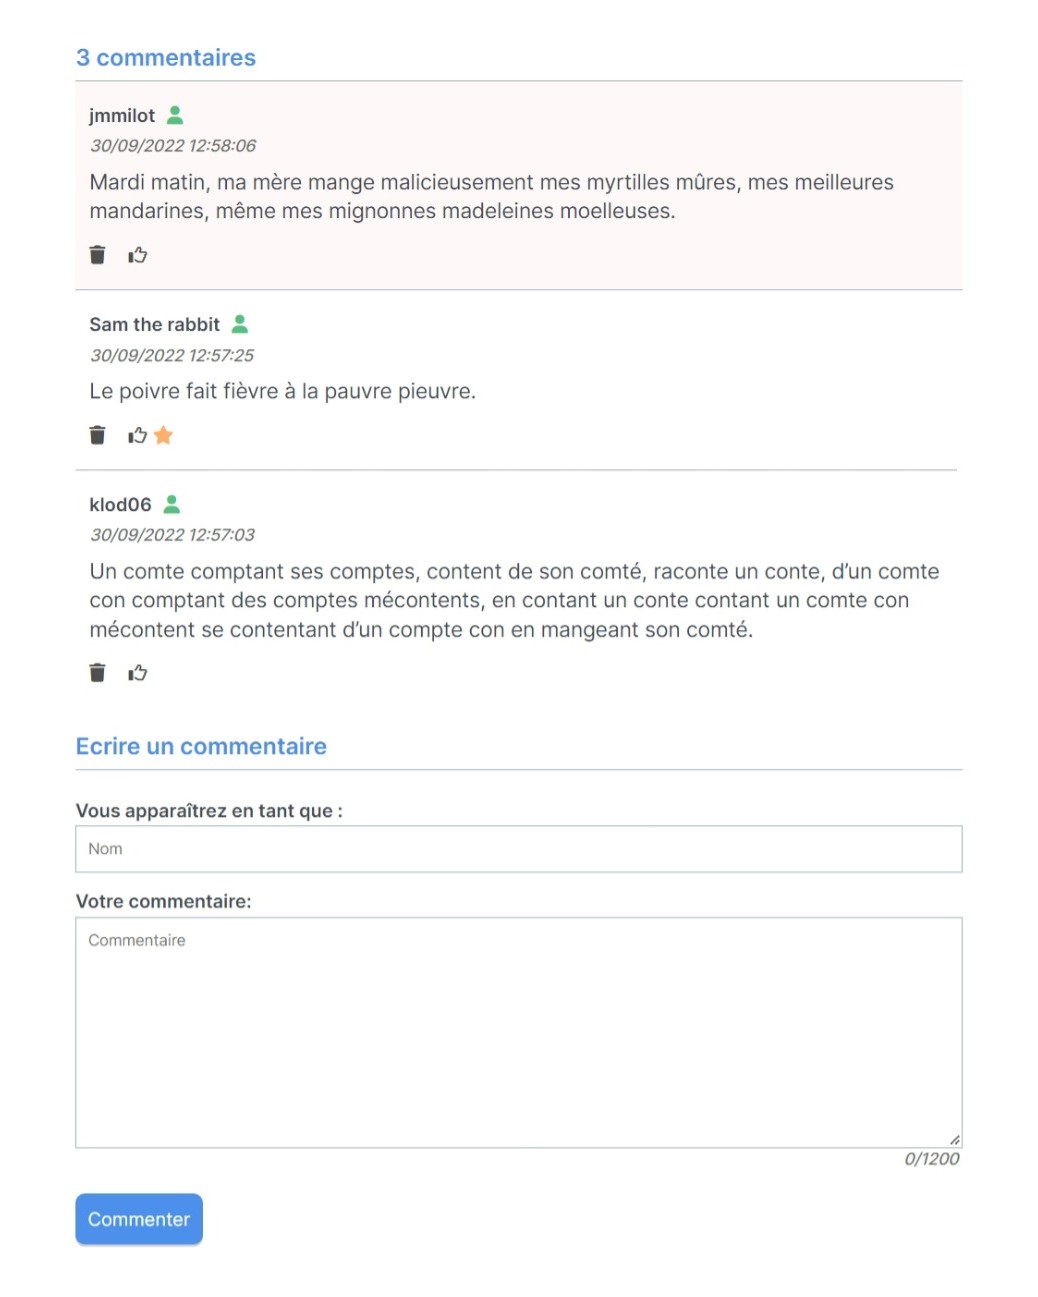 3 commentaires
jmmilot
30/09/2022 12:58:06
Mardi matin, ma mère mange malicieusement mes myrtilles mûres, mes meilleures
mandarines, même mes mignonnes madeleines moelleuses.
Sam the rabbit
30/09/2022 12:57:25
Le poivre fait fièvre à la pauvre pieuvre.
klod06
30/09/2022 12:57:03
Un comte comptant ses comptes, content de son comté, raconte un conte, d’un comte
con comptant des comptes mécontents, en contant un conte contant un comte con
mécontent se contentant d’un compte con en mangeant son comté.
Ecrire un commentaire
Vous apparaîtrez en tant que :
Nom
Votre commentaire:
Commentaire
0/1200
Commenter